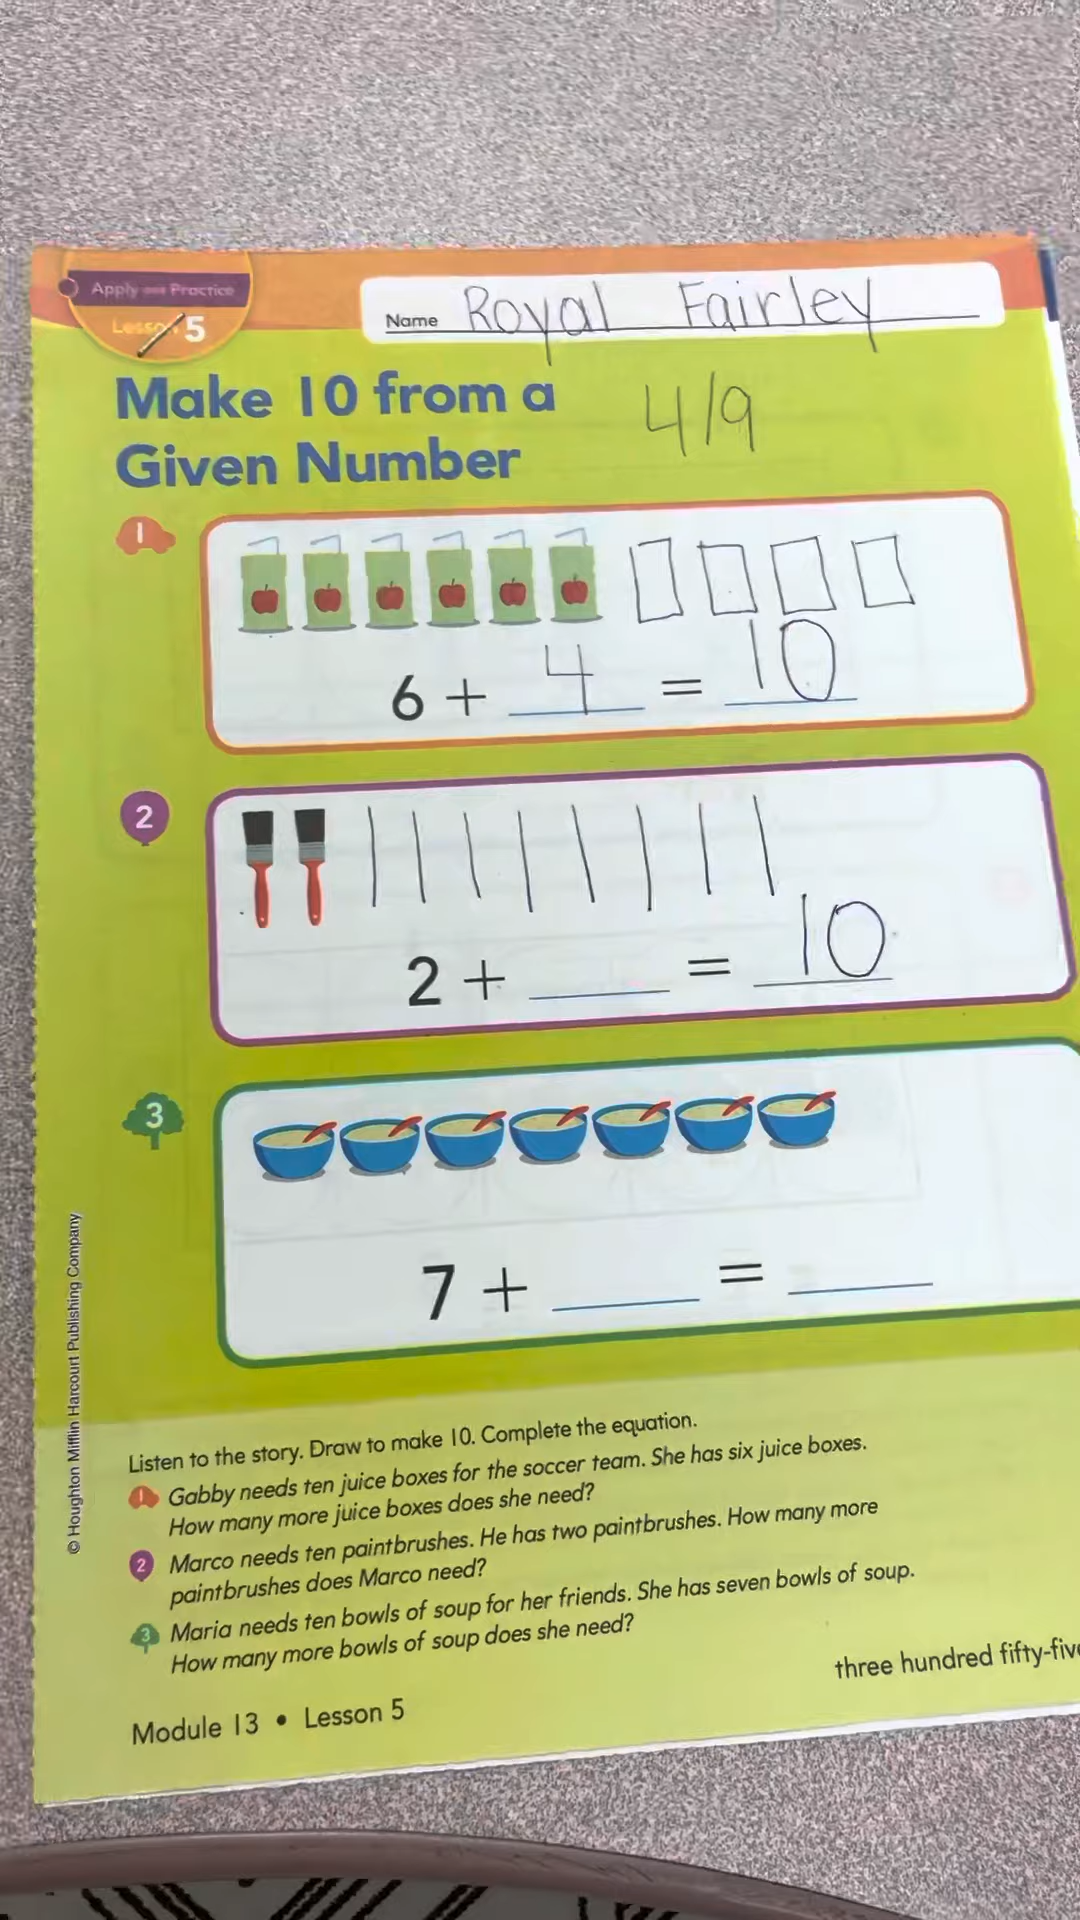 Apply and Practice
Lesson 5
Name Royal Fairley
Make 10 from a
Given Number
4/9
1
6 + 4 = 10
2
2 + ___ = 10
3
7 + ___ = ___
Listen to the story. Draw to make 10. Complete the equation.
1 Gabby needs ten juice boxes for the soccer team. She has six juice boxes.
How many more juice boxes does she need?
2 Marco needs ten paintbrushes. He has two paintbrushes. How many more
paintbrushes does Marco need?
3 Maria needs ten bowls of soup for her friends. She has seven bowls of soup.
How many more bowls of soup does she need?
Module 13 • Lesson 5
three hundred fifty-five
© Houghton Mifflin Harcourt Publishing Company